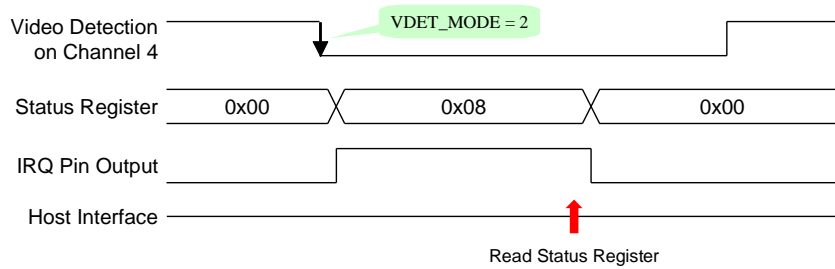 VDET_MODE = 2
Video Detection
on Channel 4
Status Register
0x00
0x08
0x00
IRQ Pin Output
Host Interface
Read Status Register